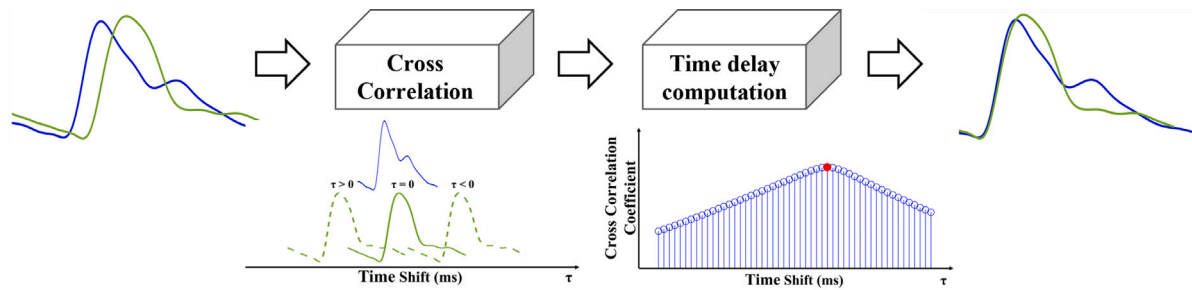 Cross
Correlation
Time delay
computation
τ > 0
τ = 0
τ < 0
Time Shift (ms)
τ
Cross Correlation
Coefficient
Time Shift (ms)
τ